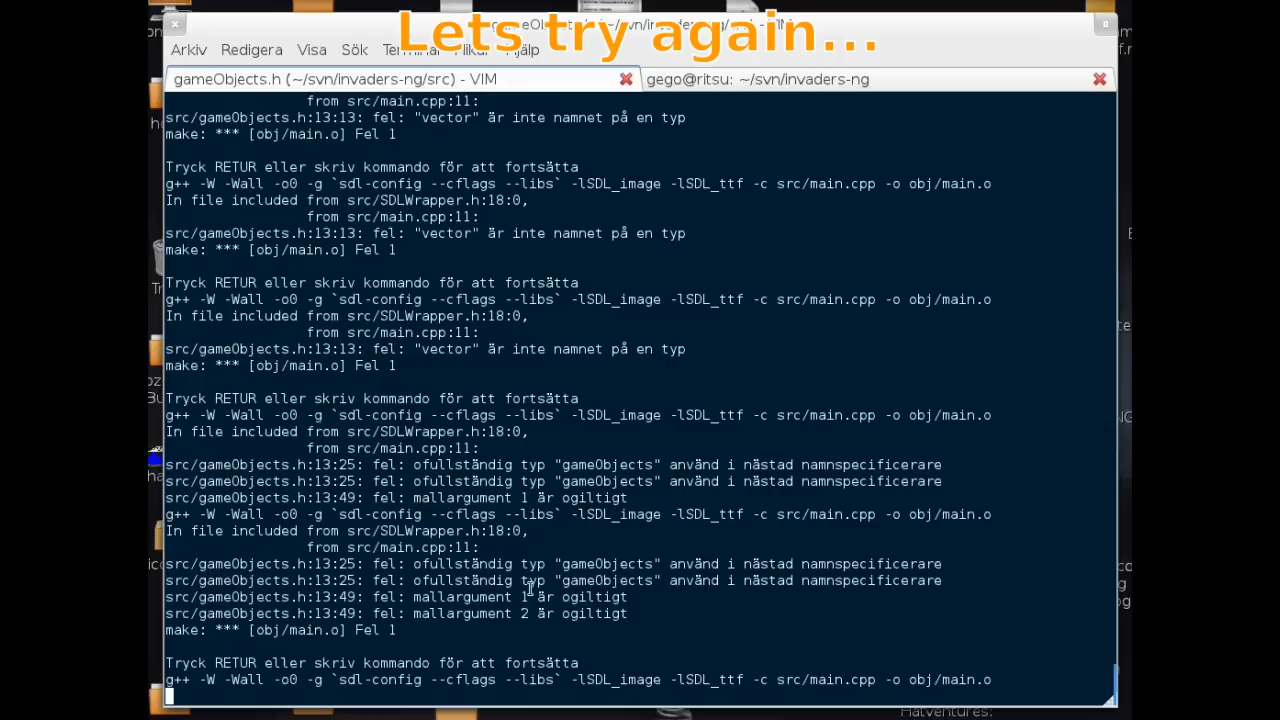 Lets try again...
Arkiv Redigera Visa Sök
gameObjects.h (~/svn/invaders-ng/src) - VIM
gego@ritsu: ~/svn/invaders-ng
from src/main.cpp:11:
src/gameObjects.h:13:13: fel: "vector" är inte namnet på en typ
make: *** [obj/main.o] Fel 1
Tryck RETUR eller skriv kommando för att fortsätta
g++ -W -Wall -o0 -g `sdl-config --cflags --libs` -lSDL_image -lSDL_ttf -c src/main.cpp -o obj/main.o
In file included from src/SDLWrapper.h:18:0,
from src/main.cpp:11:
src/gameObjects.h:13:13: fel: "vector" är inte namnet på en typ
make: *** [obj/main.o] Fel 1
Tryck RETUR eller skriv kommando för att fortsätta
g++ -W -Wall -o0 -g `sdl-config --cflags --libs` -lSDL_image -lSDL_ttf -c src/main.cpp -o obj/main.o
In file included from src/SDLWrapper.h:18:0,
from src/main.cpp:11:
src/gameObjects.h:13:13: fel: "vector" är inte namnet på en typ
make: *** [obj/main.o] Fel 1
Tryck RETUR eller skriv kommando för att fortsätta
g++ -W -Wall -o0 -g `sdl-config --cflags --libs` -lSDL_image -lSDL_ttf -c src/main.cpp -o obj/main.o
In file included from src/SDLWrapper.h:18:0,
from src/main.cpp:11:
src/gameObjects.h:13:25: fel: ofullständig typ "gameObjects" använd i nästad namnspecificerare
src/gameObjects.h:13:25: fel: ofullständig typ "gameObjects" använd i nästad namnspecificerare
src/gameObjects.h:13:49: fel: mallargument 1 är ogiltigt
g++ -W -Wall -o0 -g `sdl-config --cflags --libs` -lSDL_image -lSDL_ttf -c src/main.cpp -o obj/main.o
In file included from src/SDLWrapper.h:18:0,
from src/main.cpp:11:
src/gameObjects.h:13:25: fel: ofullständig typ "gameObjects" använd i nästad namnspecificerare
src/gameObjects.h:13:25: fel: ofullständig typ "gameObjects" använd i nästad namnspecificerare
src/gameObjects.h:13:49: fel: mallargument 1 är ogiltigt
src/gameObjects.h:13:49: fel: mallargument 2 är ogiltigt
make: *** [obj/main.o] Fel 1
Tryck RETUR eller skriv kommando för att fortsätta
g++ -W -Wall -o0 -g `sdl-config --cflags --libs` -lSDL_image -lSDL_ttf -c src/main.cpp -o obj/main.o